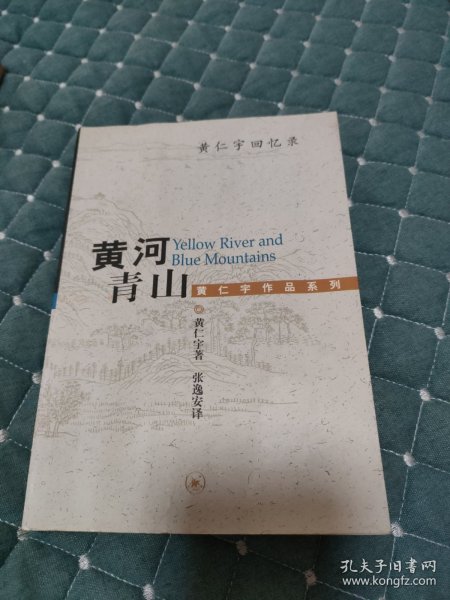 黄仁宇回忆录
黄河
青山
Yellow River and
Blue Mountains
黄仁宇作品系列
黄仁宇著 张逸安译
孔夫子旧书网
www.kongfz.com